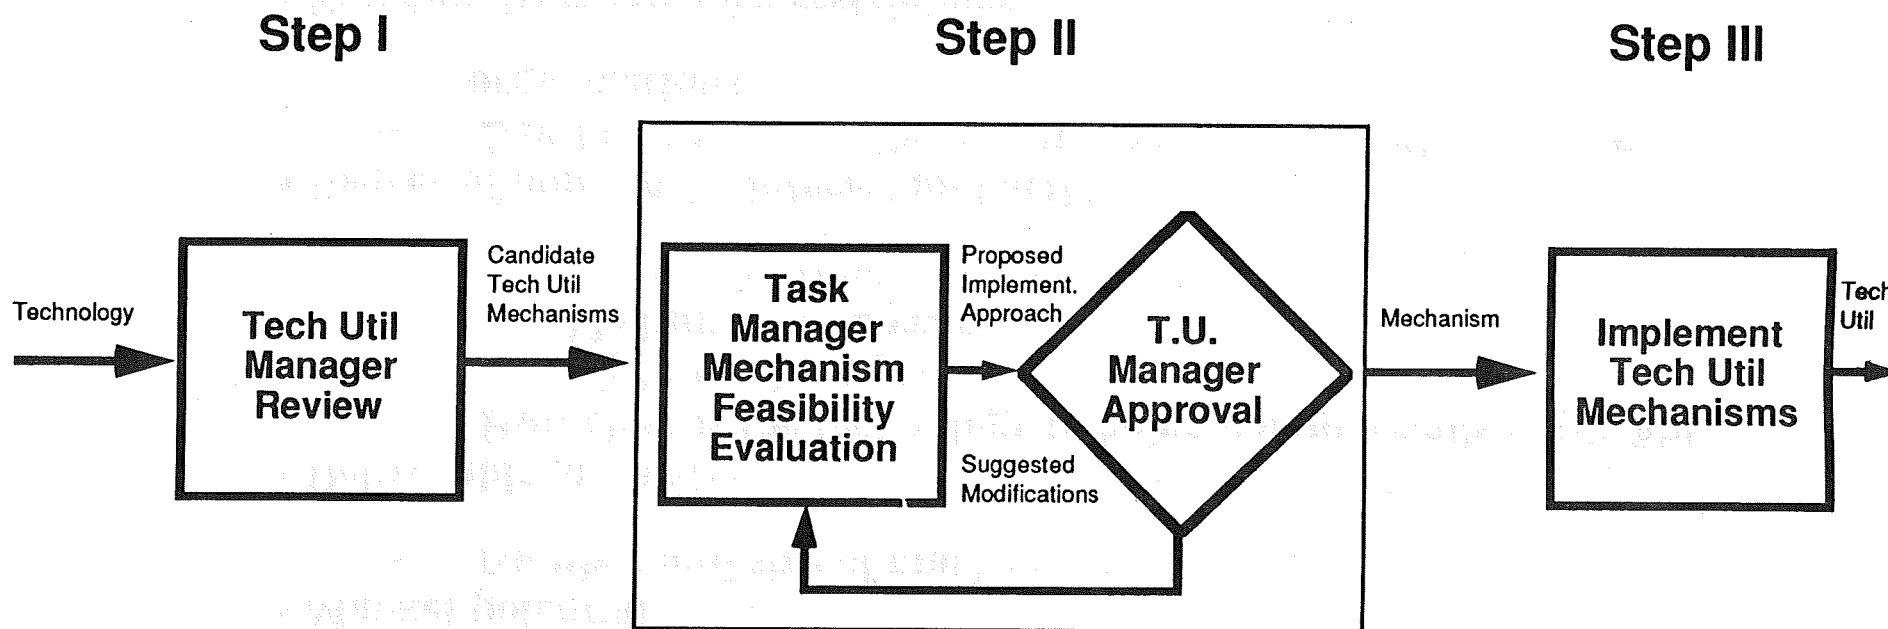 Step I
Step II
Step III
Technology
Tech Util
Manager
Review
Candidate
Tech Util
Mechanisms
Task
Manager
Mechanism
Feasibility
Evaluation
Proposed
Implement.
Approach
T.U.
Manager
Approval
Suggested
Modifications
Mechanism
Implement
Tech Util
Mechanisms
Tech
Util